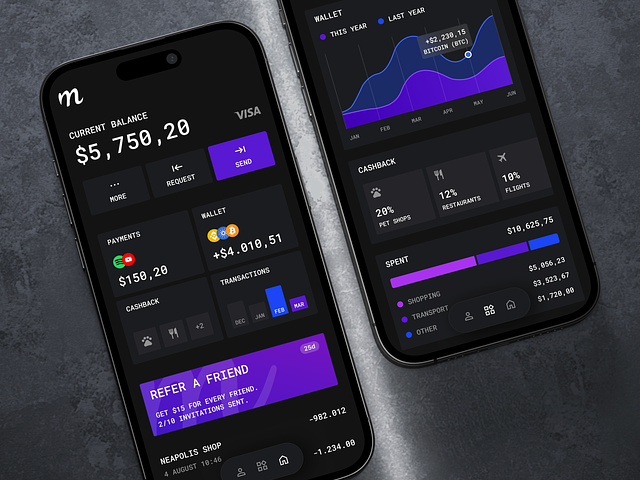 m
CURRENT BALANCE
$5,750,20
VISA
MORE
REQUEST
SEND
PAYMENTS
$150,20
WALLET
+$4.010,51
CASHBACK
+2
TRANSACTIONS
DEC
JAN
FEB
MAR
REFER A FRIEND
25d
GET $15 FOR EVERY FRIEND.
2/10 INVITATIONS SENT.
NEAPOLIS SHOP
-982.012
4 AUGUST 10:46
-1.234.00
WALLET
THIS YEAR
LAST YEAR
+$2,230,15
BITCOIN (BTC)
JAN
FEB
MAR
APR
MAY
JUN
CASHBACK
20%
PET SHOPS
12%
RESTAURANTS
10%
FLIGHTS
SPENT
$10,625,75
SHOPPING
$5,056,23
TRANSPORT
$3,523,67
OTHER
$1,720,00